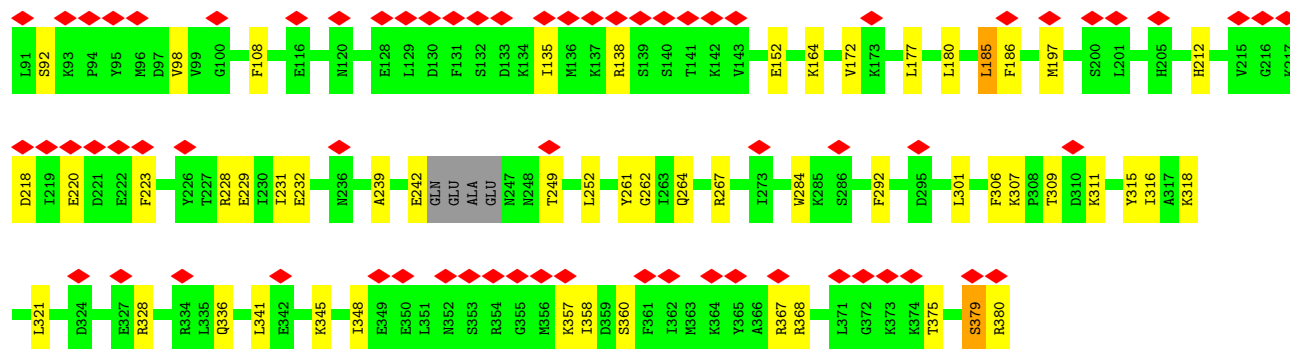 L91 S92 K93 P94 Y95 M96 D97 V98 V99 G100 F108 E116 N120 E128 L129 D130 F131 S132 D133 K134 I135 M136 K137 R138 S139 S140 T141 K142 V143 E152 K164 V172 K173 L177 L180 L185 F186 M197 S200 L201 H205 H212 V215 G216 K217
D218 I219 E220 D221 E222 F223 Y226 T227 R228 E229 I230 I231 E232 N236 A239 E242 GLN GLU ALA GLU N247 N248 T249 L252 Y261 G262 I263 Q264 R267 I273 W284 K285 S286 F292 D295 L301 F306 K307 P308 T309 D310 K311 Y315 I316 A317 K318
L321 D324 E327 R328 R334 L335 Q336 L341 E342 K345 I348 E349 E350 L351 N352 S353 R354 G355 M356 K357 I358 D359 S360 F361 I362 M363 K364 Y365 A366 R367 R368 L371 G372 K373 K374 T375 S379 R380